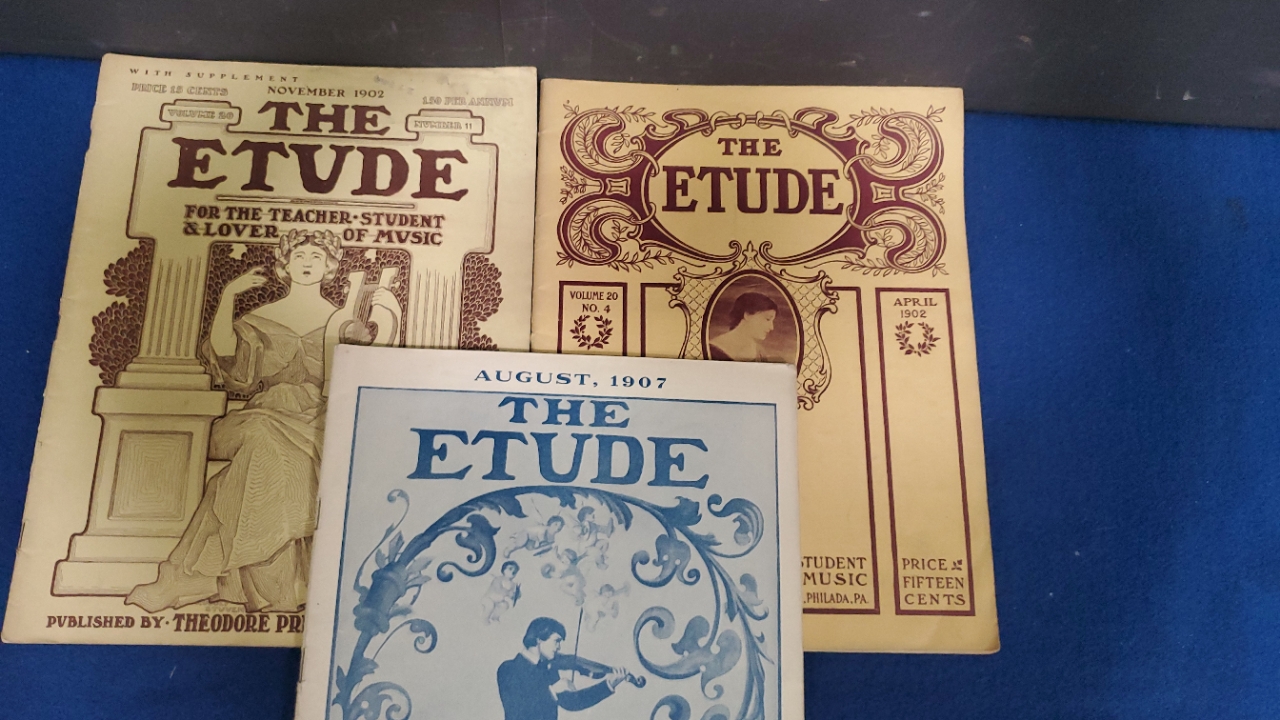 WITH SUPPLEMENT
PRICE 15 CENTS
NOVEMBER 1902
1.50 PER ANNUM
VOLUME 20
NUMBER 11
THE
ETVDE
FOR THE TEACHER·STUDENT
& LOVER OF MVSIC
PUBLISHED BY· THEODORE PR
THE
ETUDE
VOLUME 20
NO. 4
APRIL
1902
STUDENT
MUSIC
PHILADA, PA.
PRICE
FIFTEEN
CENTS
AUGUST, 1907
THE
ETUDE